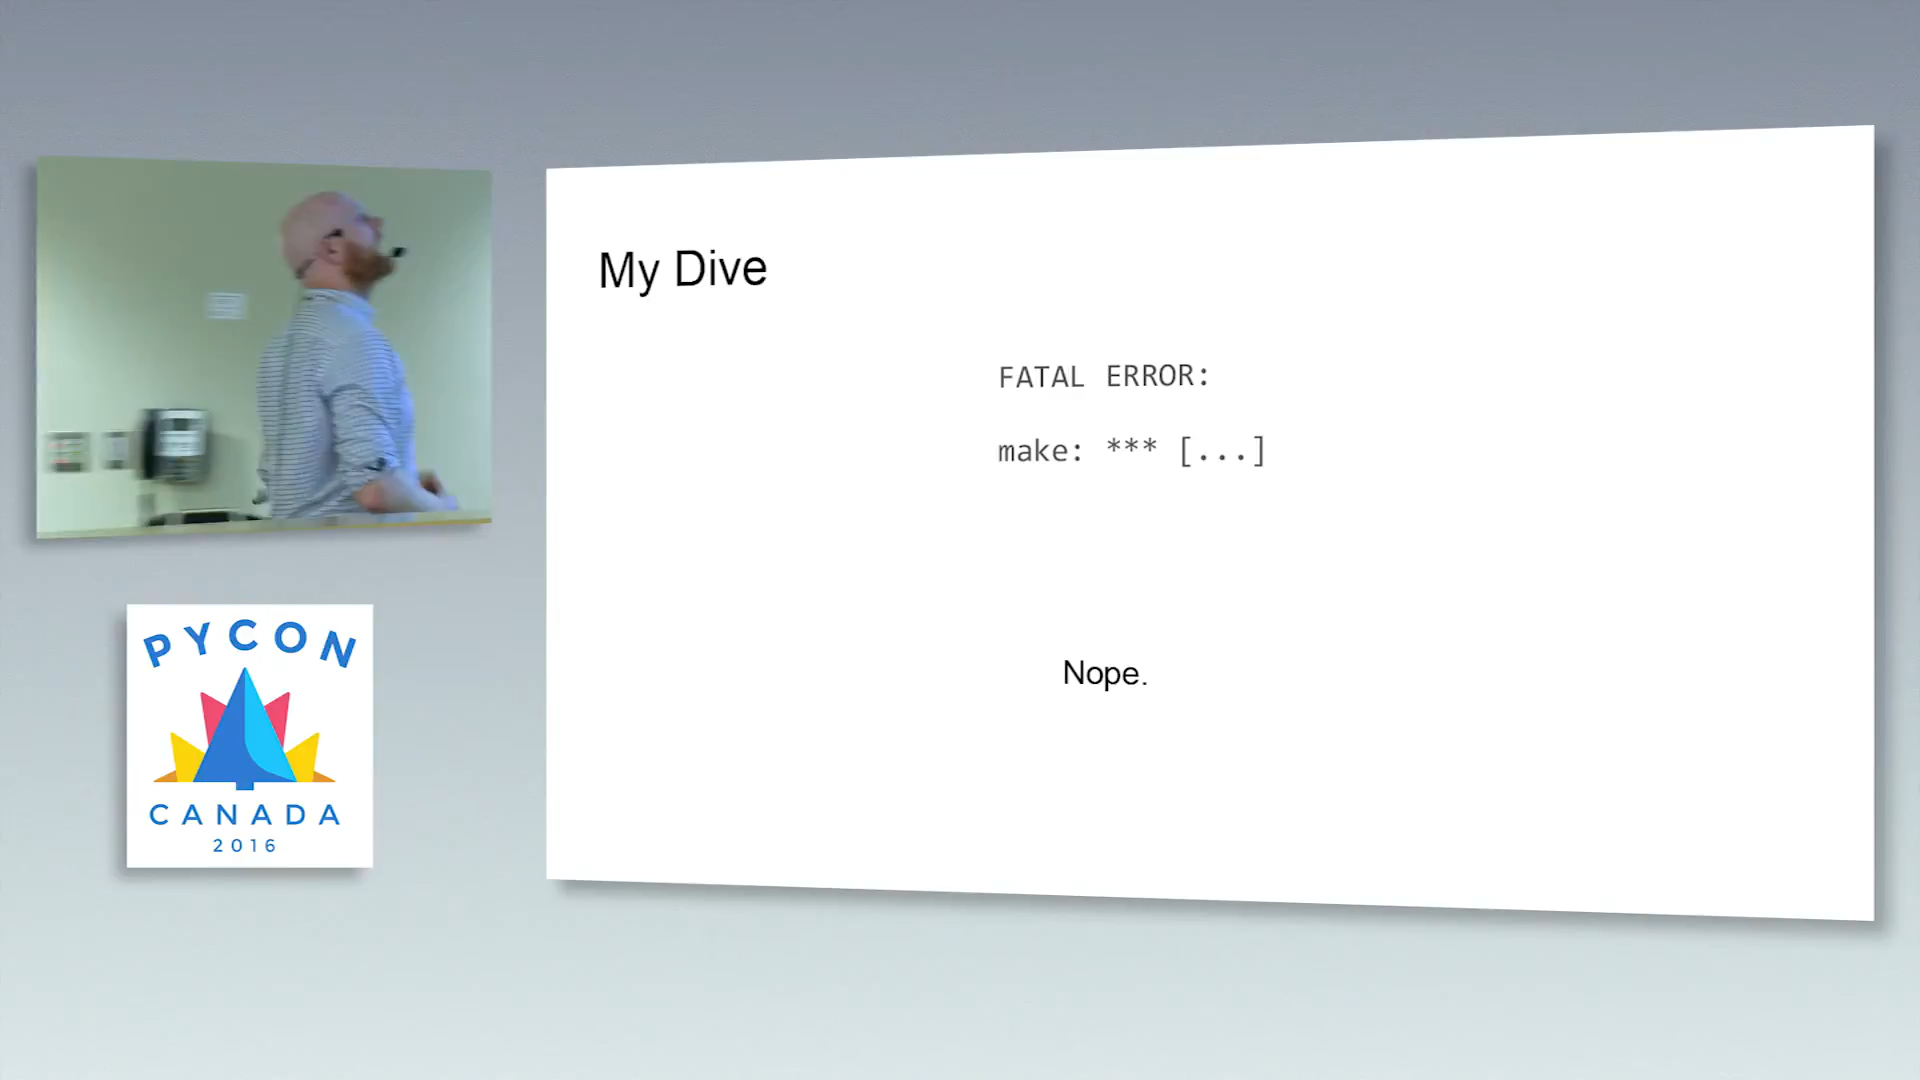 My Dive
FATAL ERROR:
make: *** [...]
Nope.
PYCON
CANADA
2016